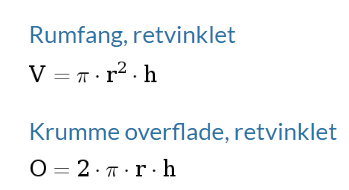 Rumfang, retvinklet
V = π · r² · h
Krumme overflade, retvinklet
O = 2 · π · r · h